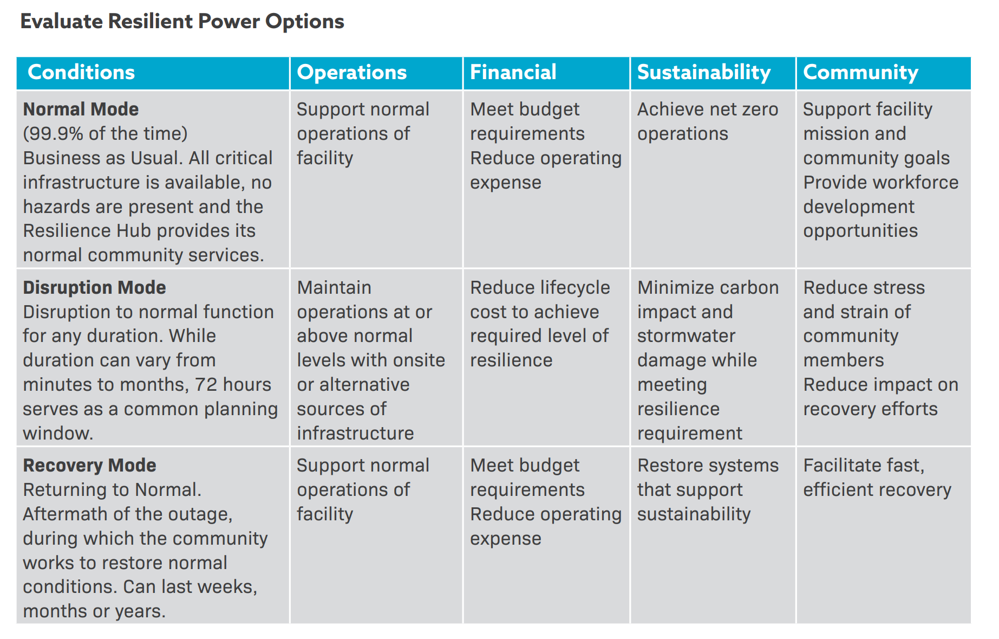 Evaluate Resilient Power Options
Conditions
Operations
Financial
Sustainability
Community
Normal Mode
(99.9% of the time)
Business as Usual. All critical
infrastructure is available, no
hazards are present and the
Resilience Hub provides its
normal community services.
Support normal
operations of
facility
Meet budget
requirements
Reduce operating
expense
Achieve net zero
operations
Support facility
mission and
community goals
Provide workforce
development
opportunities
Disruption Mode
Disruption to normal function
for any duration. While
duration can vary from
minutes to months, 72 hours
serves as a common planning
window.
Maintain
operations at or
above normal
levels with onsite
or alternative
sources of
infrastructure
Reduce lifecycle
cost to achieve
required level of
resilience
Minimize carbon
impact and
stormwater
damage while
meeting
resilience
requirement
Reduce stress
and strain of
community
members
Reduce impact on
recovery efforts
Recovery Mode
Returning to Normal.
Aftermath of the outage,
during which the community
works to restore normal
conditions. Can last weeks,
months or years.
Support normal
operations of
facility
Meet budget
requirements
Reduce operating
expense
Restore systems
that support
sustainability
Facilitate fast,
efficient recovery